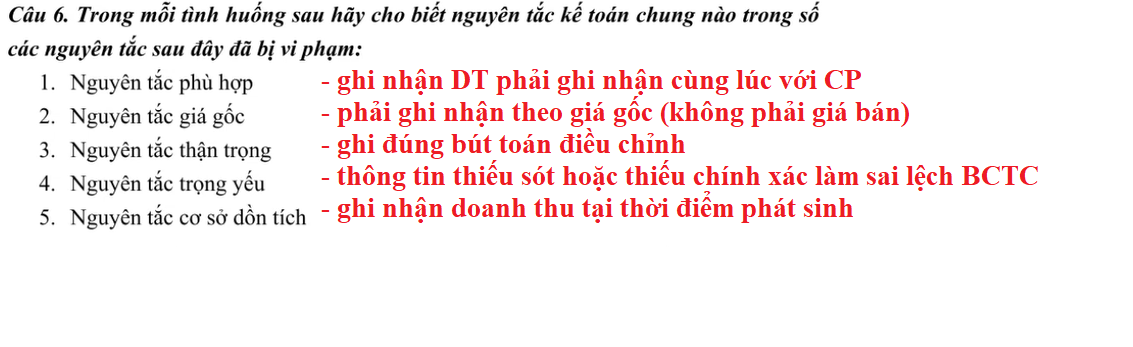 Câu 6. Trong mỗi tình huống sau hãy cho biết nguyên tắc kế toán chung nào trong số
các nguyên tắc sau đây đã bị vi phạm:
1. Nguyên tắc phù hợp - ghi nhận DT phải ghi nhận cùng lúc với CP
2. Nguyên tắc giá gốc - phải ghi nhận theo giá gốc (không phải giá bán)
3. Nguyên tắc thận trọng - ghi đúng bút toán điều chỉnh
4. Nguyên tắc trọng yếu - thông tin thiếu sót hoặc thiếu chính xác làm sai lệch BCTC
5. Nguyên tắc cơ sở dồn tích - ghi nhận doanh thu tại thời điểm phát sinh